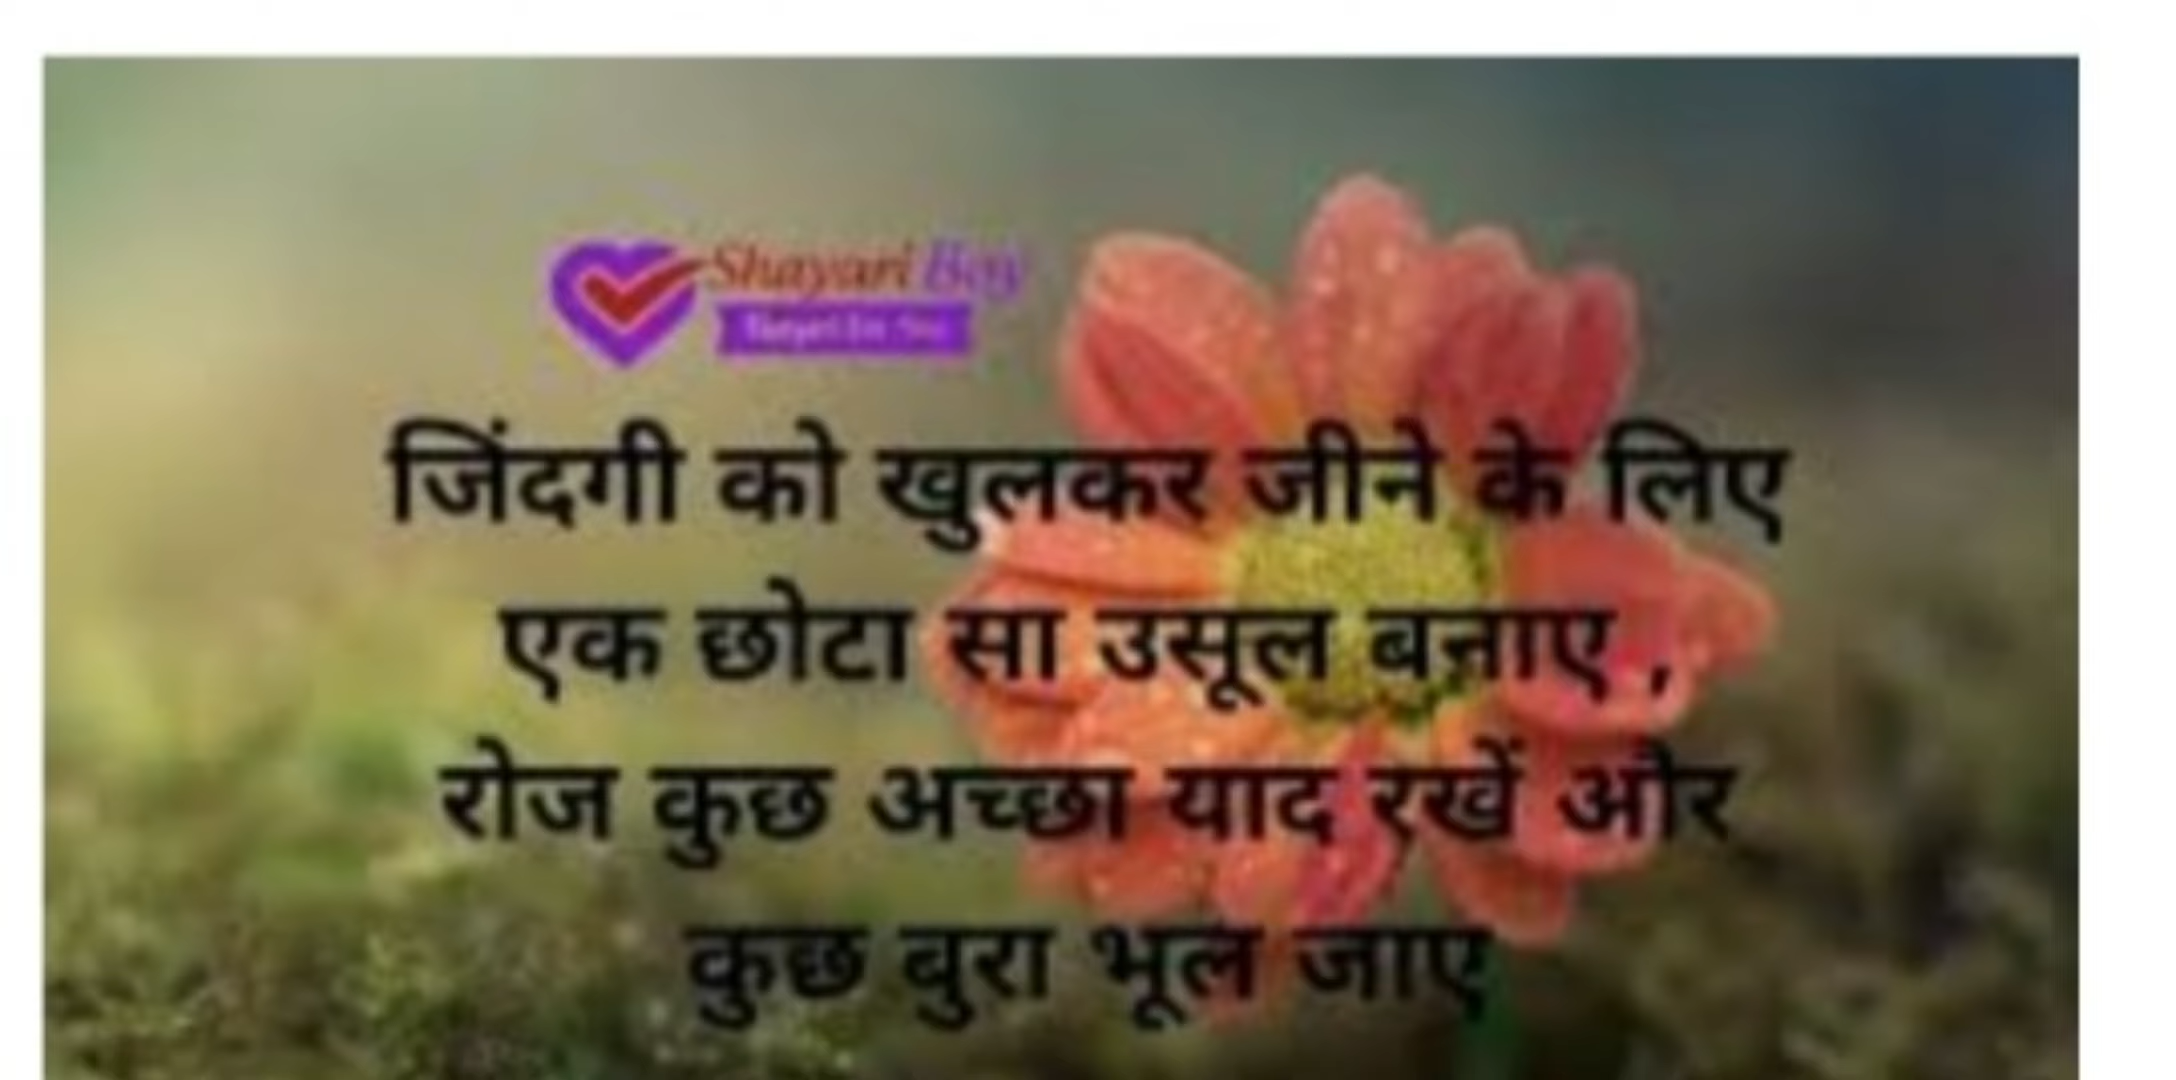 Shayari Boy
जिंदगी को खुलकर जीने के लिए
एक छोटा सा उसूल बनाए ,
रोज कुछ अच्छा याद रखें और
कुछ बुरा भूल जाए